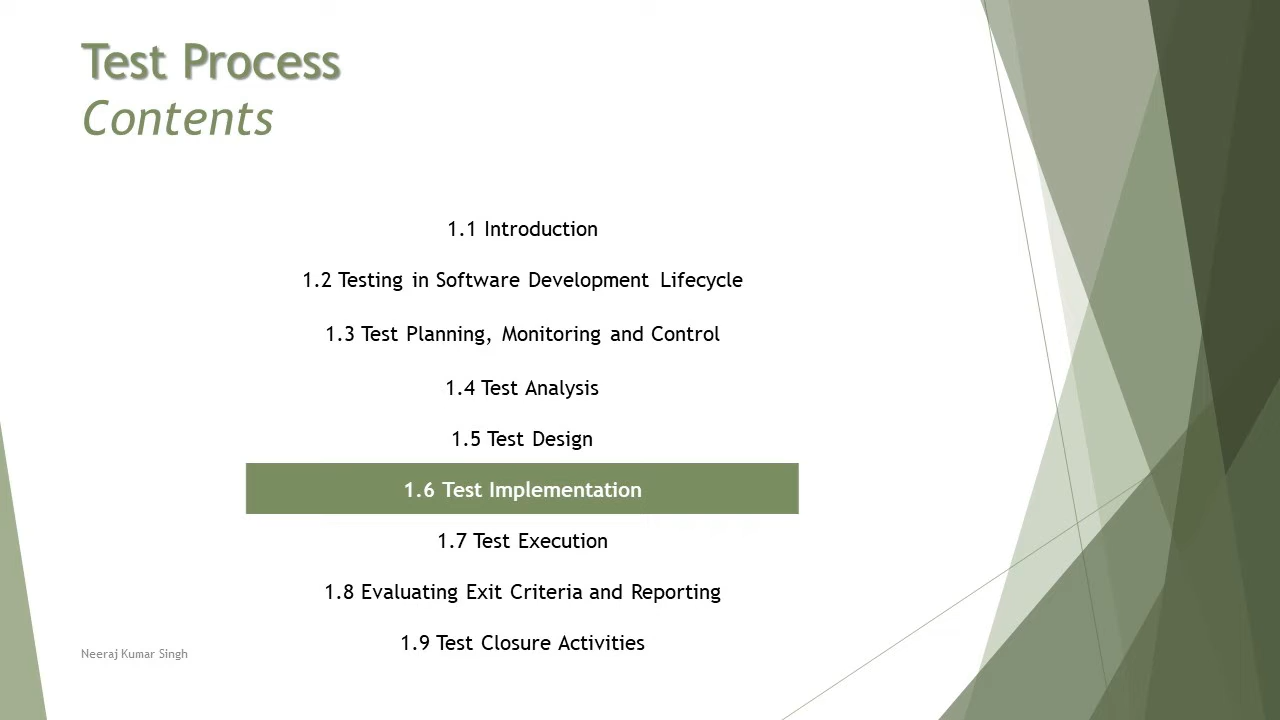 Test Process
Contents
1.1 Introduction
1.2 Testing in Software Development Lifecycle
1.3 Test Planning, Monitoring and Control
1.4 Test Analysis
1.5 Test Design
1.6 Test Implementation
1.7 Test Execution
1.8 Evaluating Exit Criteria and Reporting
1.9 Test Closure Activities
Neeraj Kumar Singh